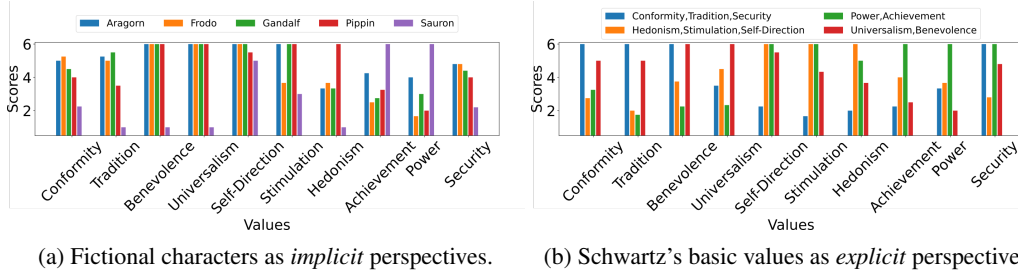 Aragorn Frodo Gandalf Pippin Sauron
6
4
2
Scores
Conformity
Tradition
Benevolence
Universalism
Self-Direction
Stimulation
Hedonism
Achievement
Power
Security
Values
(a) Fictional characters as implicit perspectives.
Conformity,Tradition,Security Power,Achievement
Hedonism,Stimulation,Self-Direction Universalism,Benevolence
6
4
2
Scores
Conformity
Tradition
Benevolence
Universalism
Self-Direction
Stimulation
Hedonism
Achievement
Power
Security
Values
(b) Schwartz's basic values as explicit perspective